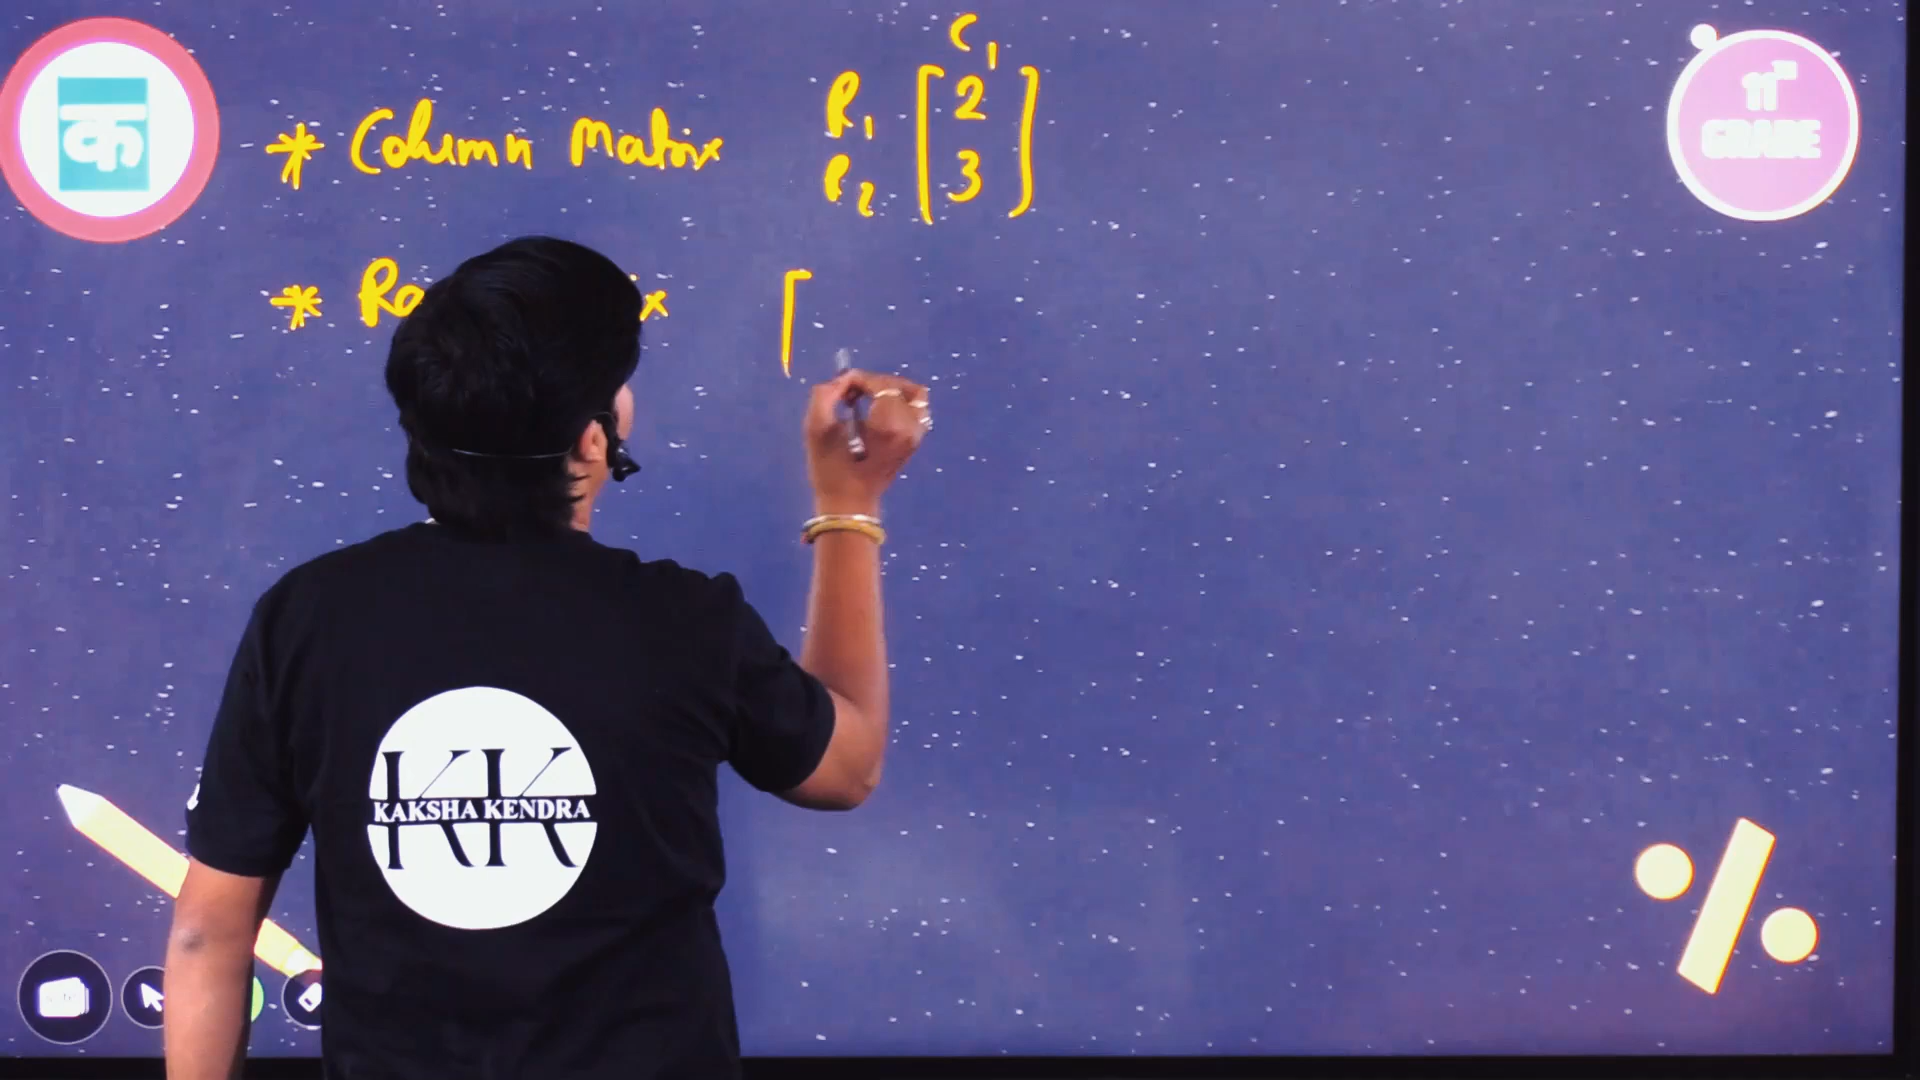 क
* Column Matrix
C1
R1 [2
R2 3]
11TH
GRADE
*
[
KK
KAKSHA KENDRA